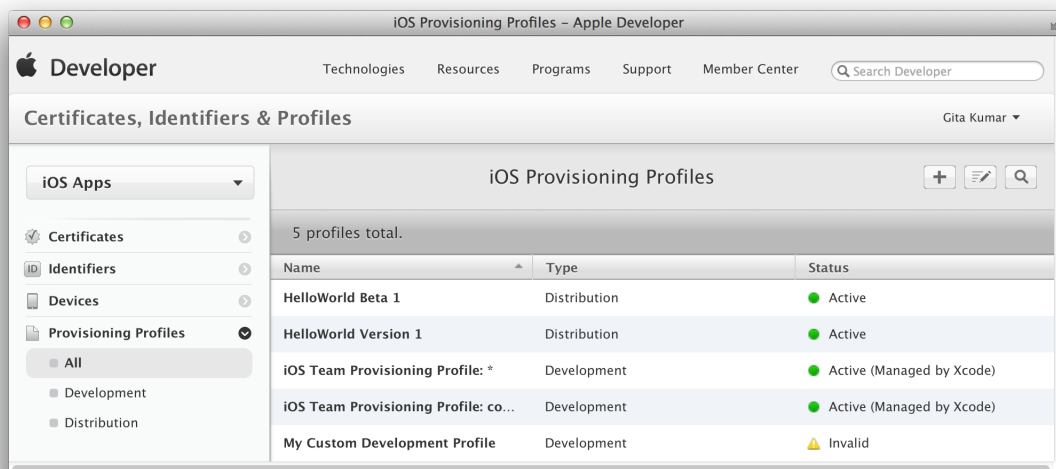 iOS Provisioning Profiles – Apple Developer
Developer Technologies Resources Programs Support Member Center Search Developer
Certificates, Identifiers & Profiles Gita Kumar
iOS Apps
iOS Provisioning Profiles
5 profiles total.
Certificates
ID Identifiers
Devices
Provisioning Profiles
All
Development
Distribution
Name Type Status
HelloWorld Beta 1 Distribution Active
HelloWorld Version 1 Distribution Active
iOS Team Provisioning Profile: * Development Active (Managed by Xcode)
iOS Team Provisioning Profile: co... Development Active (Managed by Xcode)
My Custom Development Profile Development Invalid